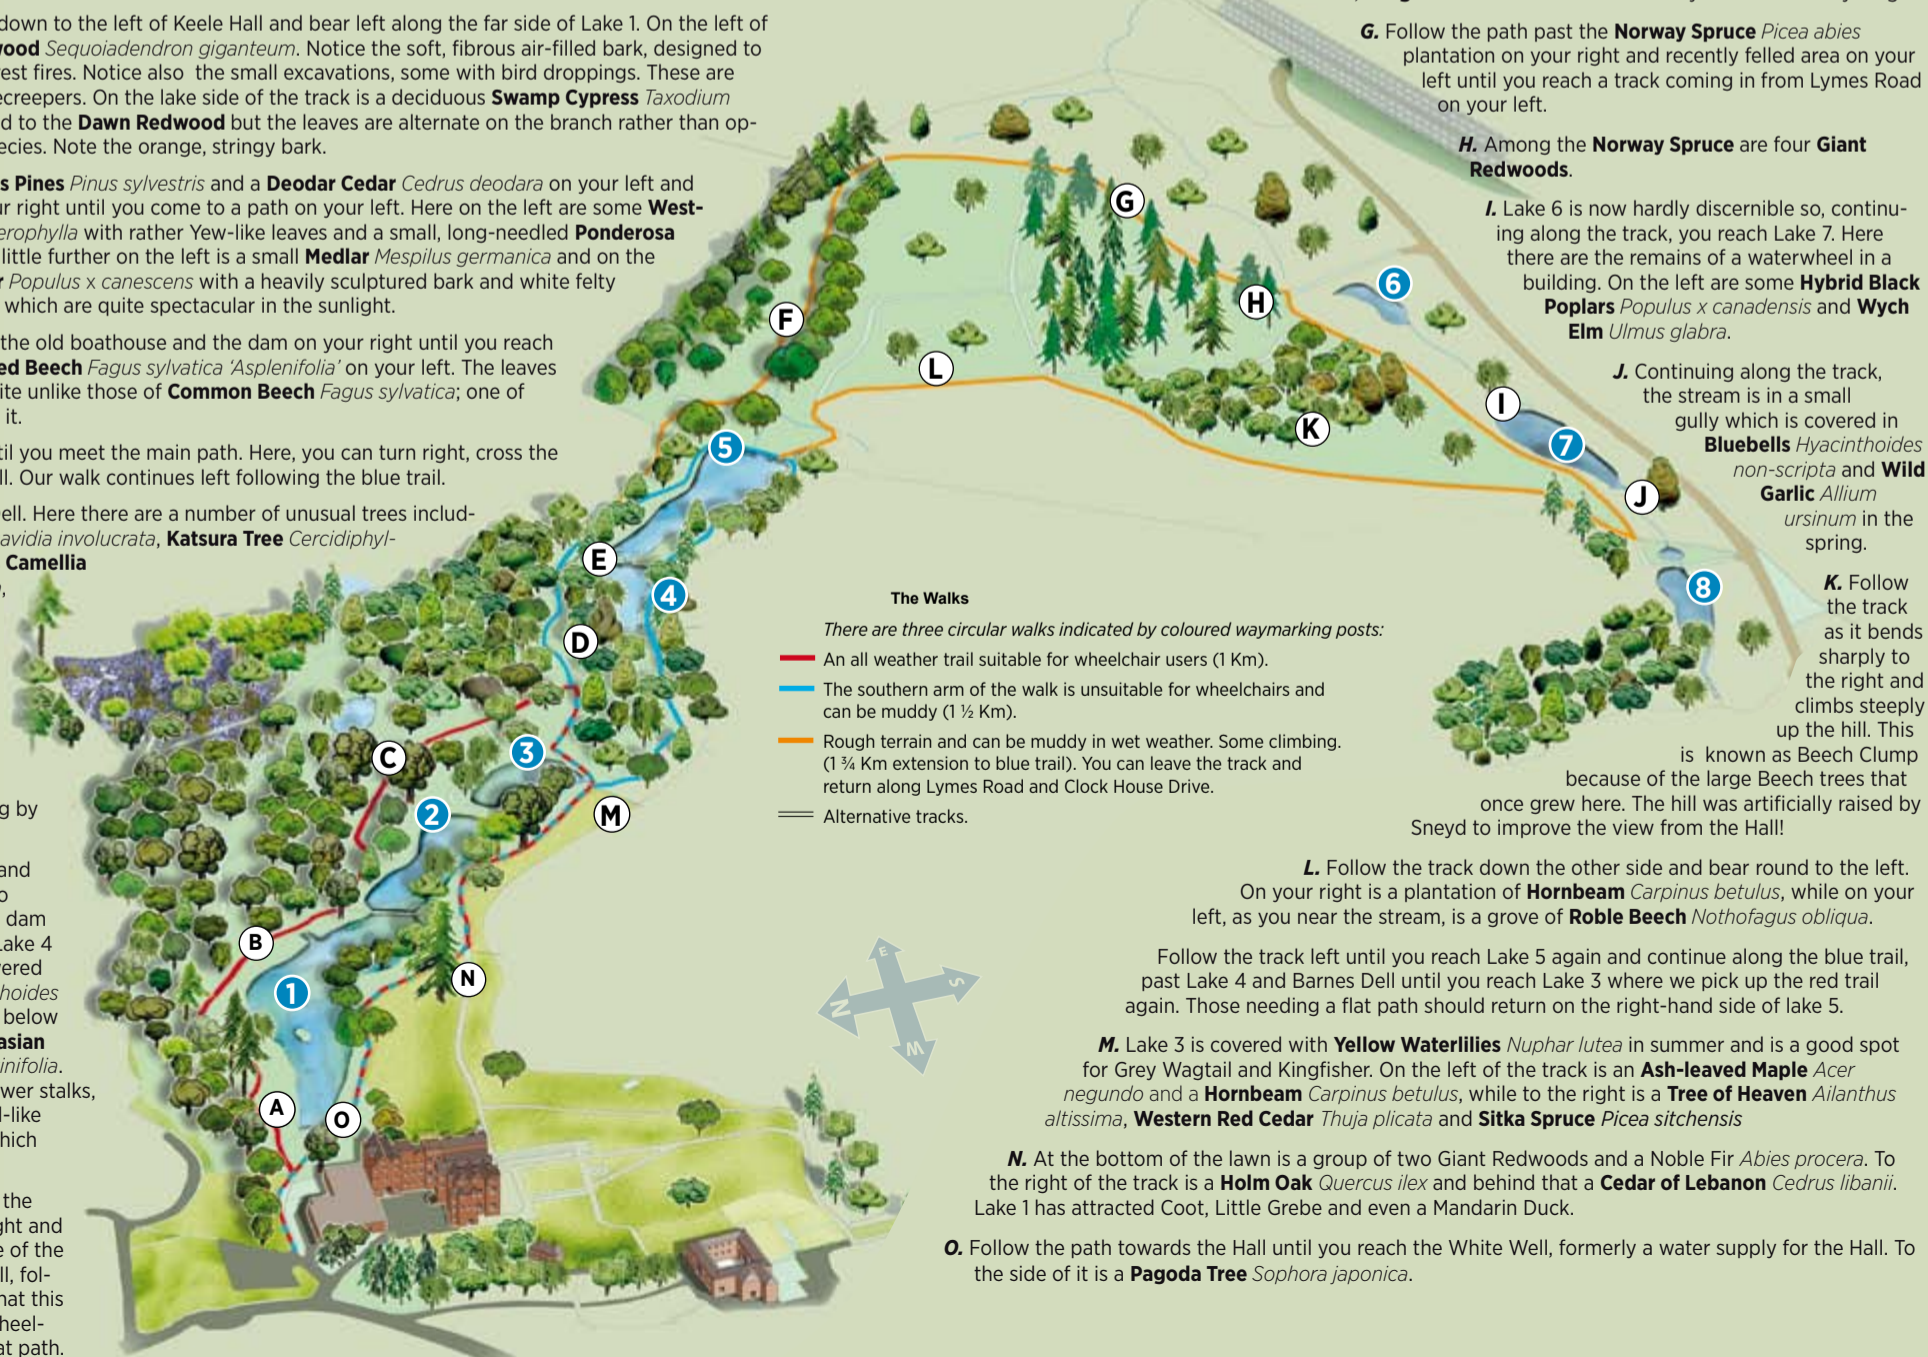 down to the left of Keele Hall and bear left along the far side of Lake 1. On the left of
wood Sequoiadendron giganteum. Notice the soft, fibrous air-filled bark, designed to
est fires. Notice also the small excavations, some with bird droppings. These are
ecreepers. On the lake side of the track is a deciduous Swamp Cypress Taxodium
d to the Dawn Redwood but the leaves are alternate on the branch rather than op-
ecies. Note the orange, stringy bark.
s Pines Pinus sylvestris and a Deodar Cedar Cedrus deodara on your left and
ur right until you come to a path on your left. Here on the left are some West-
erophylla with rather Yew-like leaves and a small, long-needled Ponderosa
little further on the left is a small Medlar Mespilus germanica and on the
r Populus x canescens with a heavily sculptured bark and white felty
which are quite spectacular in the sunlight.
the old boathouse and the dam on your right until you reach
ed Beech Fagus sylvatica 'Asplenifolia' on your left. The leaves
ite unlike those of Common Beech Fagus sylvatica; one of
it.
til you meet the main path. Here, you can turn right, cross the
ll. Our walk continues left following the blue trail.
ell. Here there are a number of unusual trees includ-
avidia involucrata, Katsura Tree Cercidiphyl-
Camellia
g by
and
o
dam
Lake 4
vered
hoides
below
asian
inifolia.
wer stalks,
d-like
hich
the
ght and
e of the
ll, fol-
hat this
heel-
at path.
G. Follow the path past the Norway Spruce Picea abies
plantation on your right and recently felled area on your
left until you reach a track coming in from Lymes Road
on your left.
H. Among the Norway Spruce are four Giant
Redwoods.
I. Lake 6 is now hardly discernible so, continu-
ing along the track, you reach Lake 7. Here
there are the remains of a waterwheel in a
building. On the left are some Hybrid Black
Poplars Populus x canadensis and Wych
Elm Ulmus glabra.
J. Continuing along the track,
the stream is in a small
gully which is covered in
Bluebells Hyacinthoides
non-scripta and Wild
Garlic Allium
ursinum in the
spring.
K. Follow
the track
as it bends
sharply to
the right and
climbs steeply
up the hill. This
is known as Beech Clump
because of the large Beech trees that
once grew here. The hill was artificially raised by
Sneyd to improve the view from the Hall!
L. Follow the track down the other side and bear round to the left.
On your right is a plantation of Hornbeam Carpinus betulus, while on your
left, as you near the stream, is a grove of Roble Beech Nothofagus obliqua.
Follow the track left until you reach Lake 5 again and continue along the blue trail,
past Lake 4 and Barnes Dell until you reach Lake 3 where we pick up the red trail
again. Those needing a flat path should return on the right-hand side of lake 5.
M. Lake 3 is covered with Yellow Waterlilies Nuphar lutea in summer and is a good spot
for Grey Wagtail and Kingfisher. On the left of the track is an Ash-leaved Maple Acer
negundo and a Hornbeam Carpinus betulus, while to the right is a Tree of Heaven Ailanthus
altissima, Western Red Cedar Thuja plicata and Sitka Spruce Picea sitchensis
N. At the bottom of the lawn is a group of two Giant Redwoods and a Noble Fir Abies procera. To
the right of the track is a Holm Oak Quercus ilex and behind that a Cedar of Lebanon Cedrus libanii.
Lake 1 has attracted Coot, Little Grebe and even a Mandarin Duck.
O. Follow the path towards the Hall until you reach the White Well, formerly a water supply for the Hall. To
the side of it is a Pagoda Tree Sophora japonica.
The Walks
There are three circular walks indicated by coloured waymarking posts:
An all weather trail suitable for wheelchair users (1 Km).
The southern arm of the walk is unsuitable for wheelchairs and
can be muddy (1 ½ Km).
Rough terrain and can be muddy in wet weather. Some climbing.
(1 ¾ Km extension to blue trail). You can leave the track and
return along Lymes Road and Clock House Drive.
Alternative tracks.
G
F
H
6
L
I
K
7
5
J
E
8
4
D
3
C
2
M
B
N
1
A
O
E
S
N
W